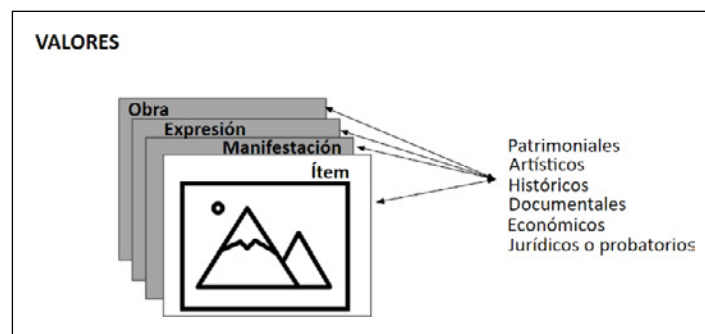 VALORES
Obra
Expresión
Manifestación
Ítem
Patrimoniales
Artísticos
Históricos
Documentales
Económicos
Jurídicos o probatorios